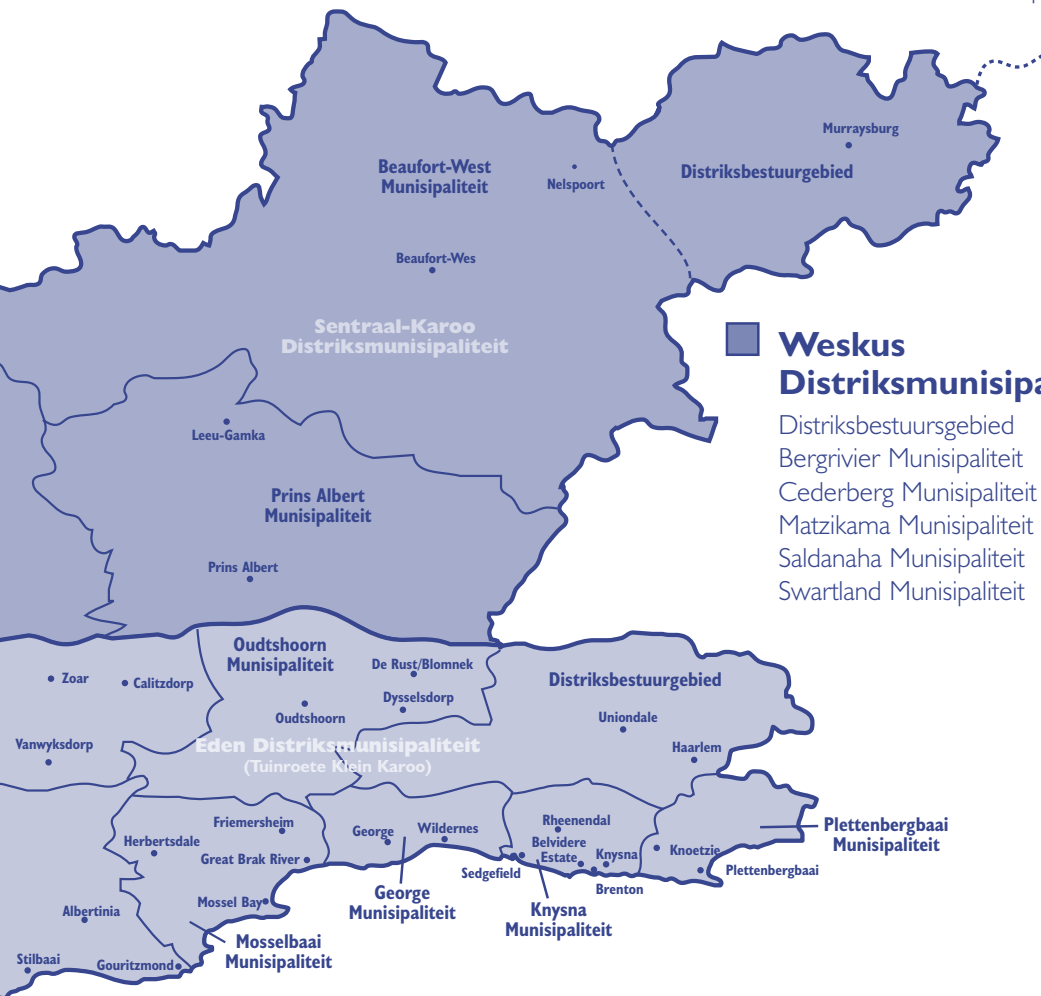 Murraysburg
Beaufort-West
Munisipaliteit
Nelspoort
Distriksbestuurgebied
Beaufort-Wes
Sentraal-Karoo
Distriksmunisipaliteit
Weskus
Distriksmunisipa
Distriksbestuursgebied
Bergrivier Munisipaliteit
Cederberg Munisipaliteit
Matzikama Munisipaliteit
Saldanaha Munisipaliteit
Swartland Munisipaliteit
Leeu-Gamka
Prins Albert
Munisipaliteit
Prins Albert
Oudtshoorn
Munisipaliteit
De Rust/Blomnek
Zoar
Calitzdorp
Dysselsdorp
Oudtshoorn
Distriksbestuurgebied
Uniondale
Haarlem
Vanwyksdorp
Eden Distriksmunisipaliteit
(Tuinroete Klein Karoo)
Friemersheim
Herbertsdale
Great Brak River
George
Wildernes
Rheenendal
Belvidere
Estate
Knysna
Knoetzie
Plettenbergbaai
Munisipaliteit
Sedgefield
Brenton
Plettenbergbaai
George
Munisipaliteit
Knysna
Munisipaliteit
Mossel Bay
Albertinia
Mosselbaai
Munisipaliteit
Stilbaai
Gouritzmond